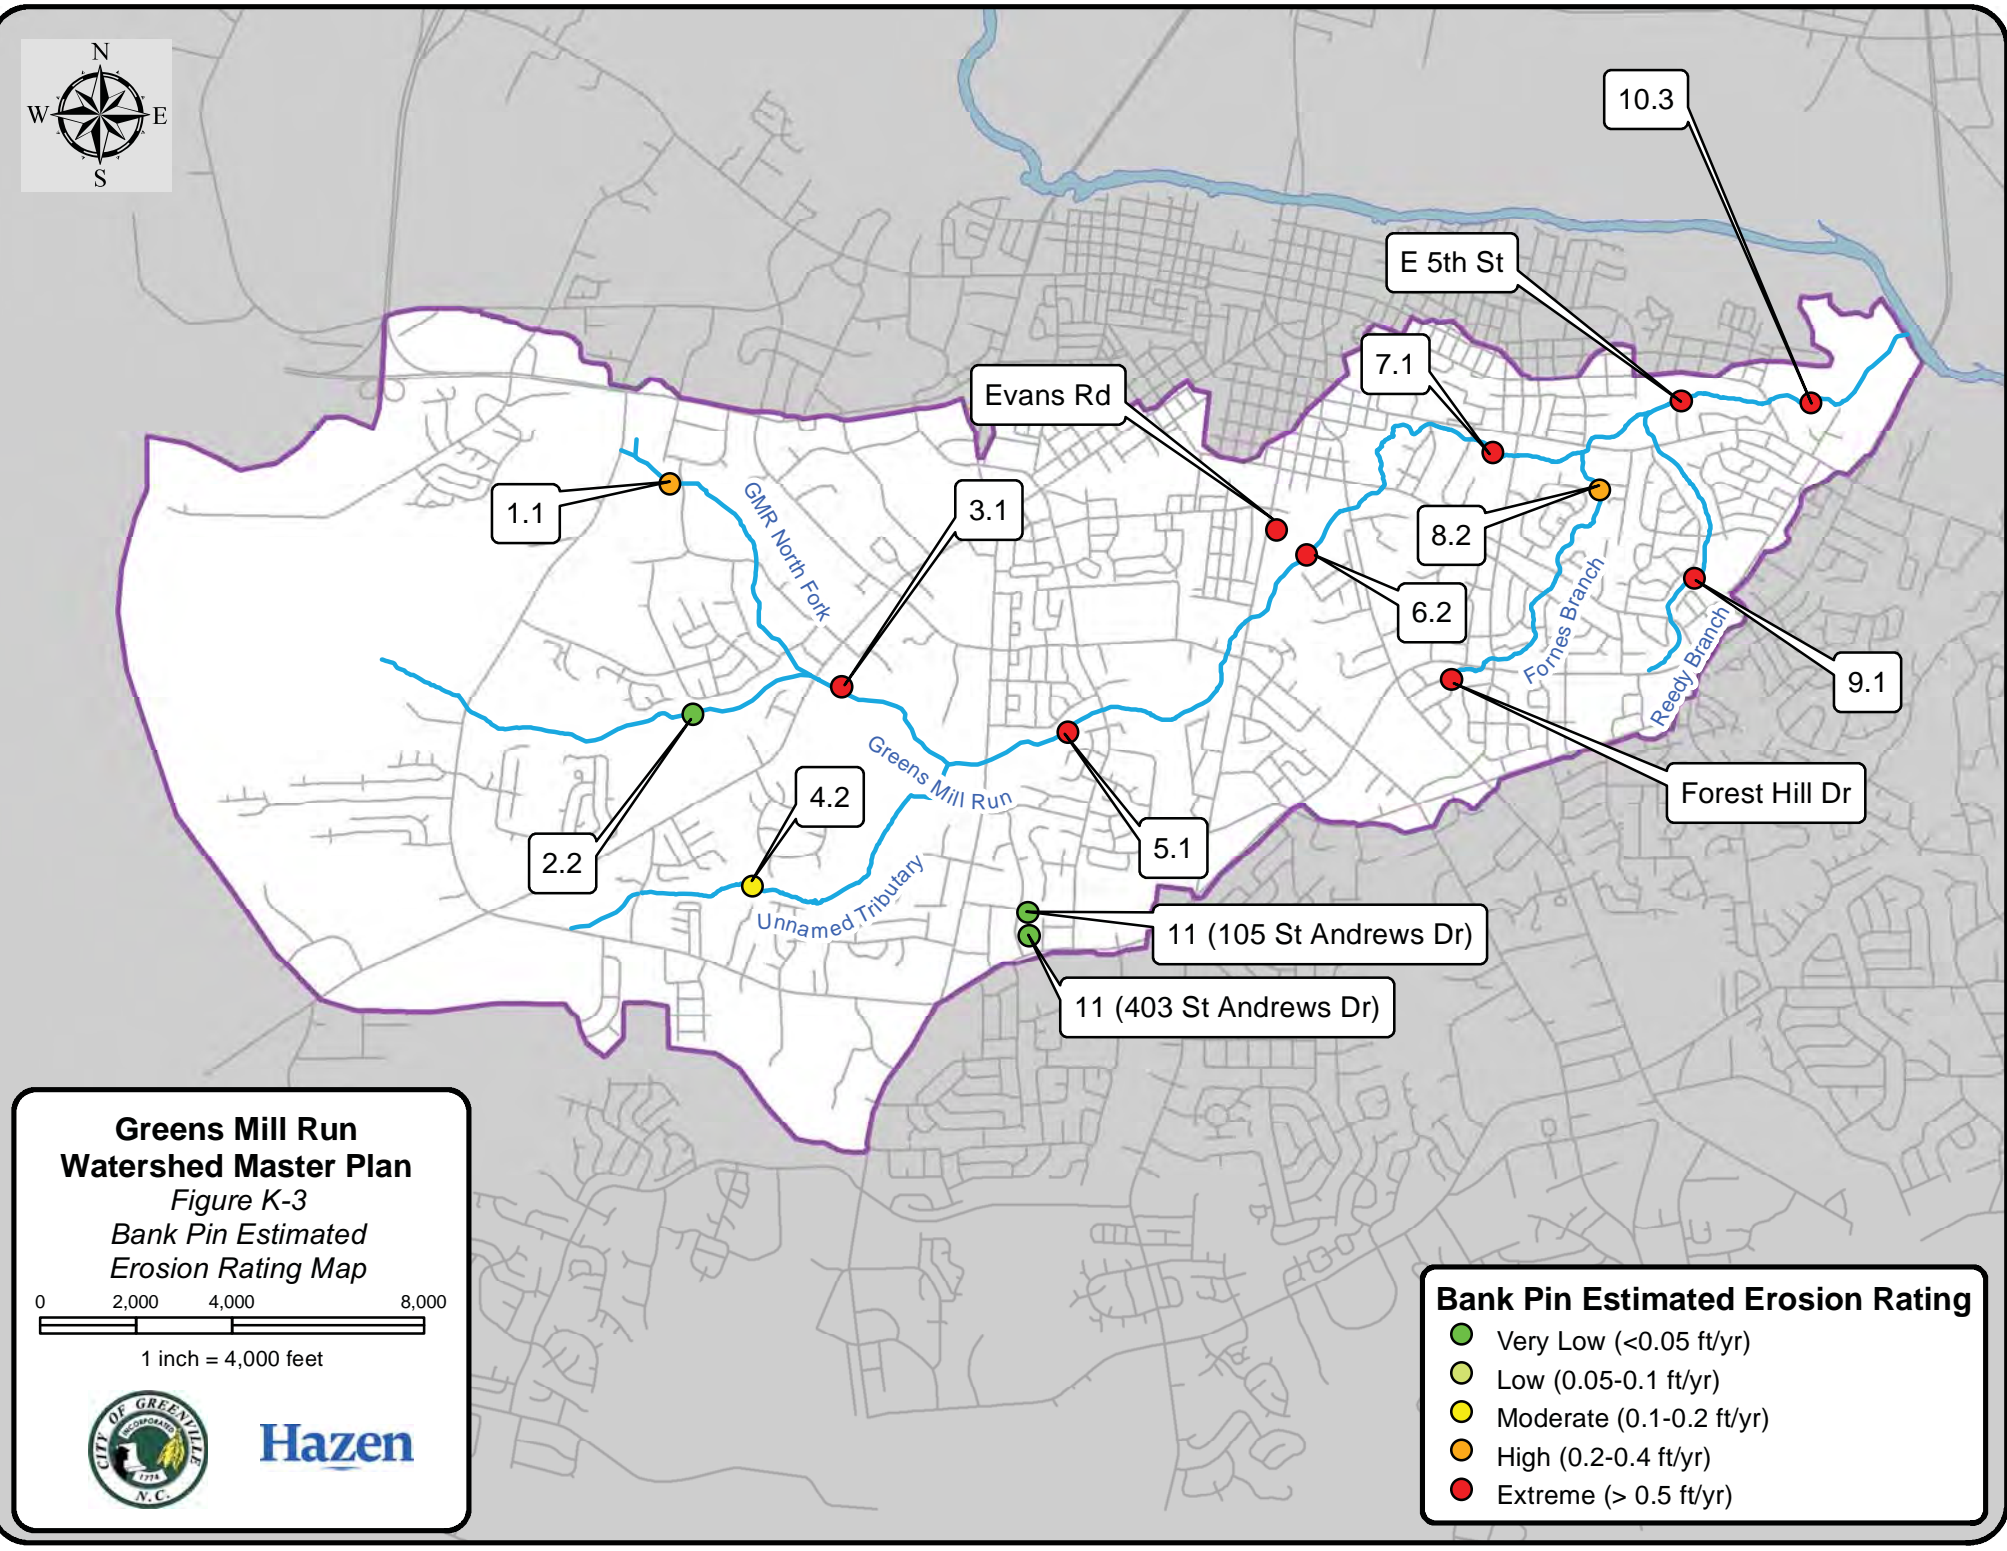 N
W
E
S
10.3
E 5th St
7.1
Evans Rd
3.1
1.1
8.2
GMR North Fork
6.2
Fornes Branch
Reedy Branch
9.1
Greens Mill Run
Forest Hill Dr
4.2
2.2
5.1
Unnamed Tributary
11 (105 St Andrews Dr)
11 (403 St Andrews Dr)
Greens Mill Run
Watershed Master Plan
Figure K-3
Bank Pin Estimated
Erosion Rating Map
0 2,000 4,000 8,000
1 inch = 4,000 feet
CITY OF GREENVILLE
INCORPORATED
1774
N.C.
Hazen
Bank Pin Estimated Erosion Rating
Very Low (<0.05 ft/yr)
Low (0.05-0.1 ft/yr)
Moderate (0.1-0.2 ft/yr)
High (0.2-0.4 ft/yr)
Extreme (> 0.5 ft/yr)